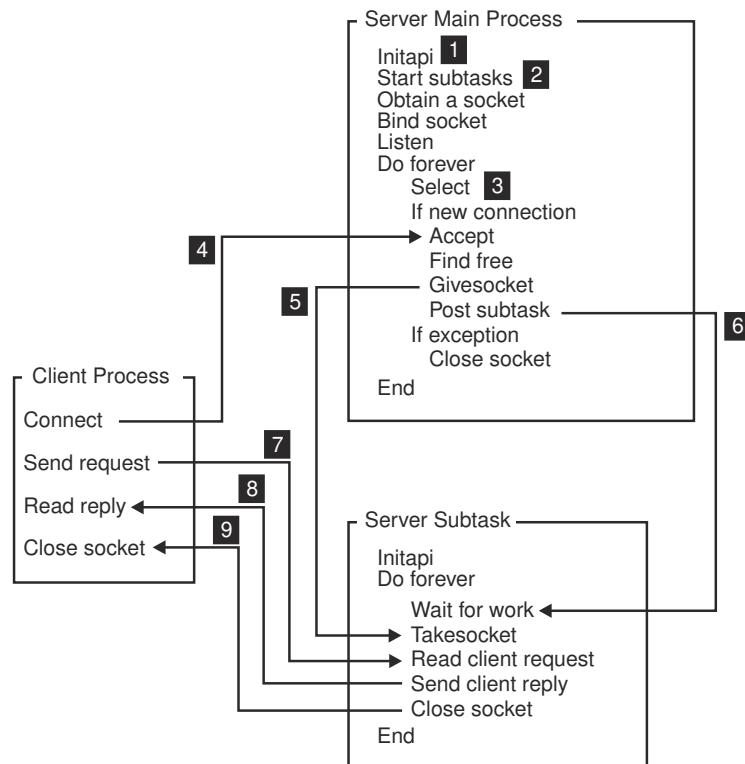 Server Main Process
Initapi 1
Start subtasks 2
Obtain a socket
Bind socket
Listen
Do forever
Select 3
If new connection
4 Accept
Find free
5 Givesocket
Post subtask 6
If exception
Close socket
End
Client Process
Connect
Send request 7
Read reply 8
Close socket 9
Server Subtask
Initapi
Do forever
Wait for work
Takesocket
Read client request
Send client reply
Close socket
End